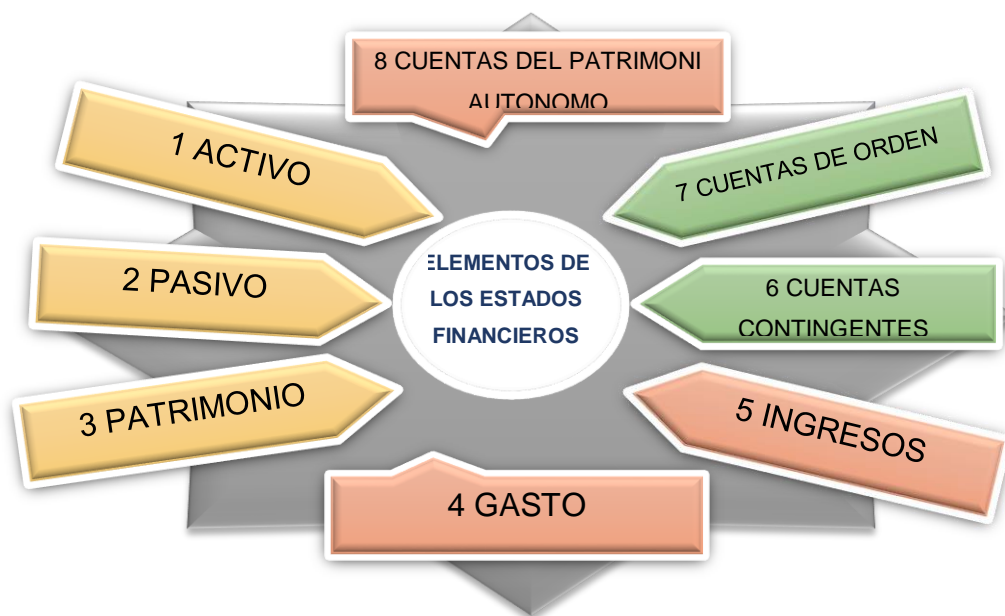 8 CUENTAS DEL PATRIMONI
AUTONOMO
1 ACTIVO
7 CUENTAS DE ORDEN
2 PASIVO
ELEMENTOS DE
LOS ESTADOS
FINANCIEROS
6 CUENTAS
CONTINGENTES
3 PATRIMONIO
5 INGRESOS
4 GASTO